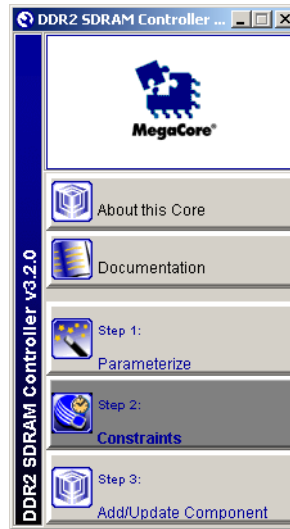 DDR2 SDRAM Controller ...
MegaCore®
About this Core
Documentation
Step 1:
Parameterize
Step 2:
Constraints
Step 3:
Add/Update Component
DDR2 SDRAM Controller v3.2.0